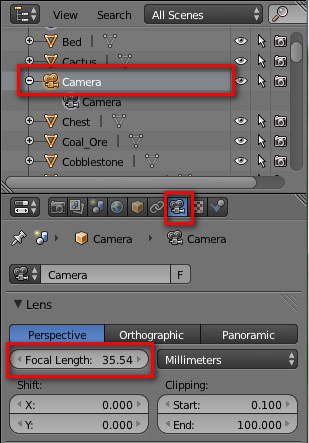 View Search All Scenes
Bed
Cactus
Camera
Camera
Chest
Coal_Ore
Cobblestone
Camera Camera
Camera F
Lens
Perspective Orthographic Panoramic
Focal Length: 35.54 Millimeters
Shift: Clipping:
X: 0.000 Start: 0.100
Y: 0.000 End: 100.000